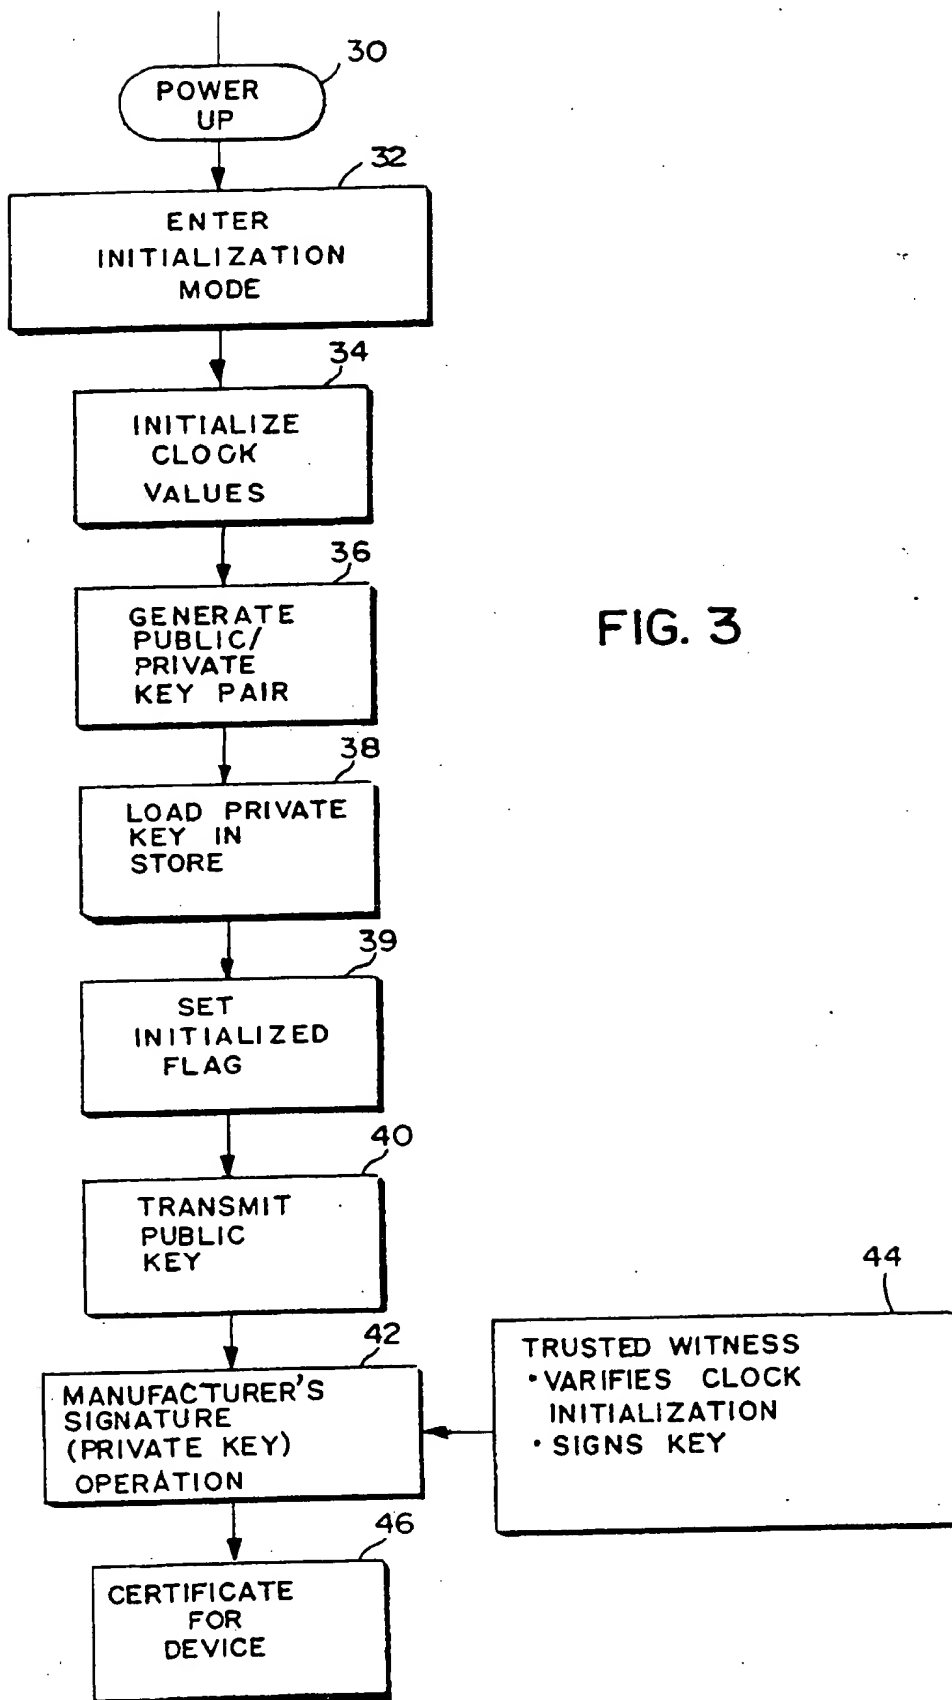 30
POWER
UP
32
ENTER
INITIALIZATION
MODE
34
INITIALIZE
CLOCK
VALUES
36
GENERATE
PUBLIC/
PRIVATE
KEY PAIR
FIG. 3
38
LOAD PRIVATE
KEY IN
STORE
39
SET
INITIALIZED
FLAG
40
TRANSMIT
PUBLIC
KEY
42
MANUFACTURER'S
SIGNATURE
(PRIVATE KEY)
OPERATION
44
TRUSTED WITNESS
• VARIFIES CLOCK
INITIALIZATION
• SIGNS KEY
46
CERTIFICATE
FOR
DEVICE